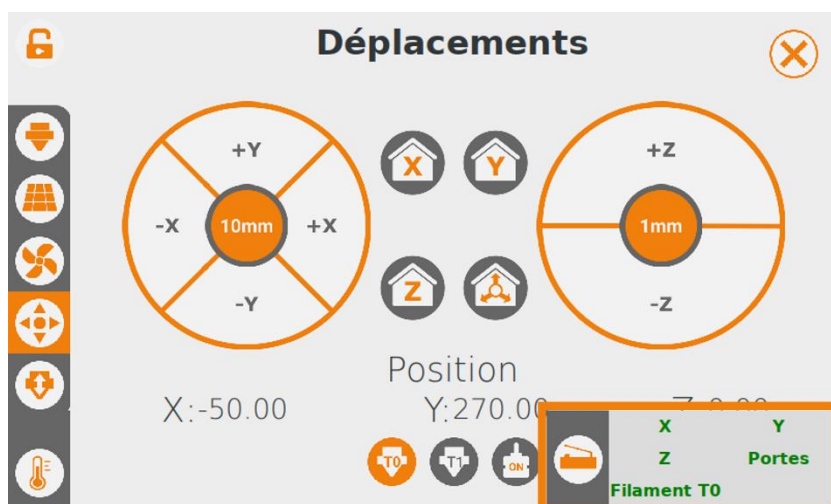 Déplacements
+Y
-X
10mm
+X
-Y
X
Y
Z
+Z
1mm
-Z
Position
X:-50.00
Y:270.00
T0
T1
ON
X
Y
Z
Portes
Filament T0